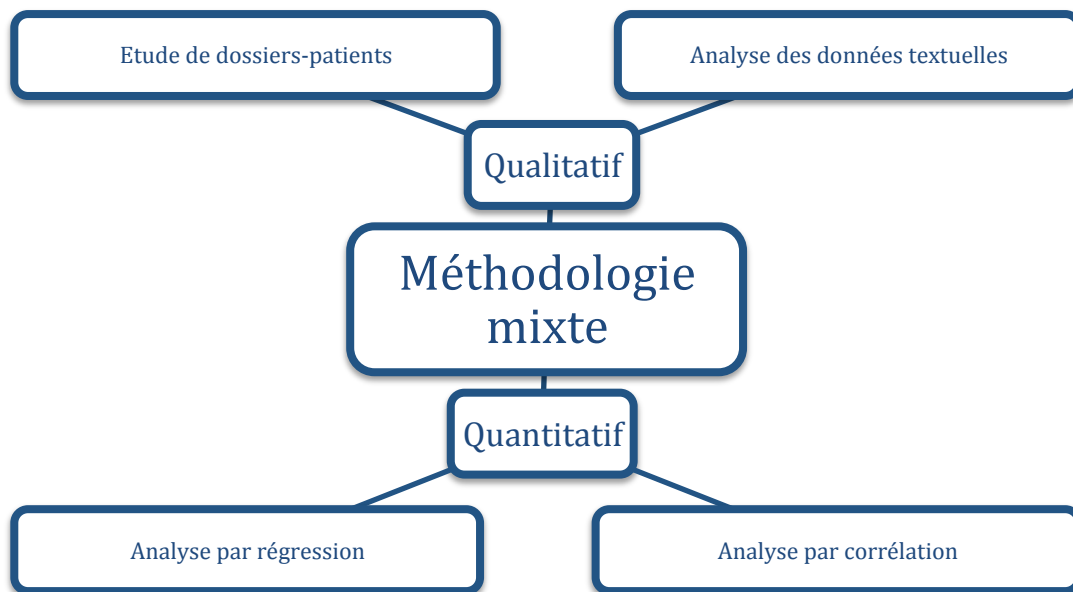 Etude de dossiers-patients
Analyse des données textuelles
Qualitatif
Méthodologie
mixte
Quantitatif
Analyse par régression
Analyse par corrélation